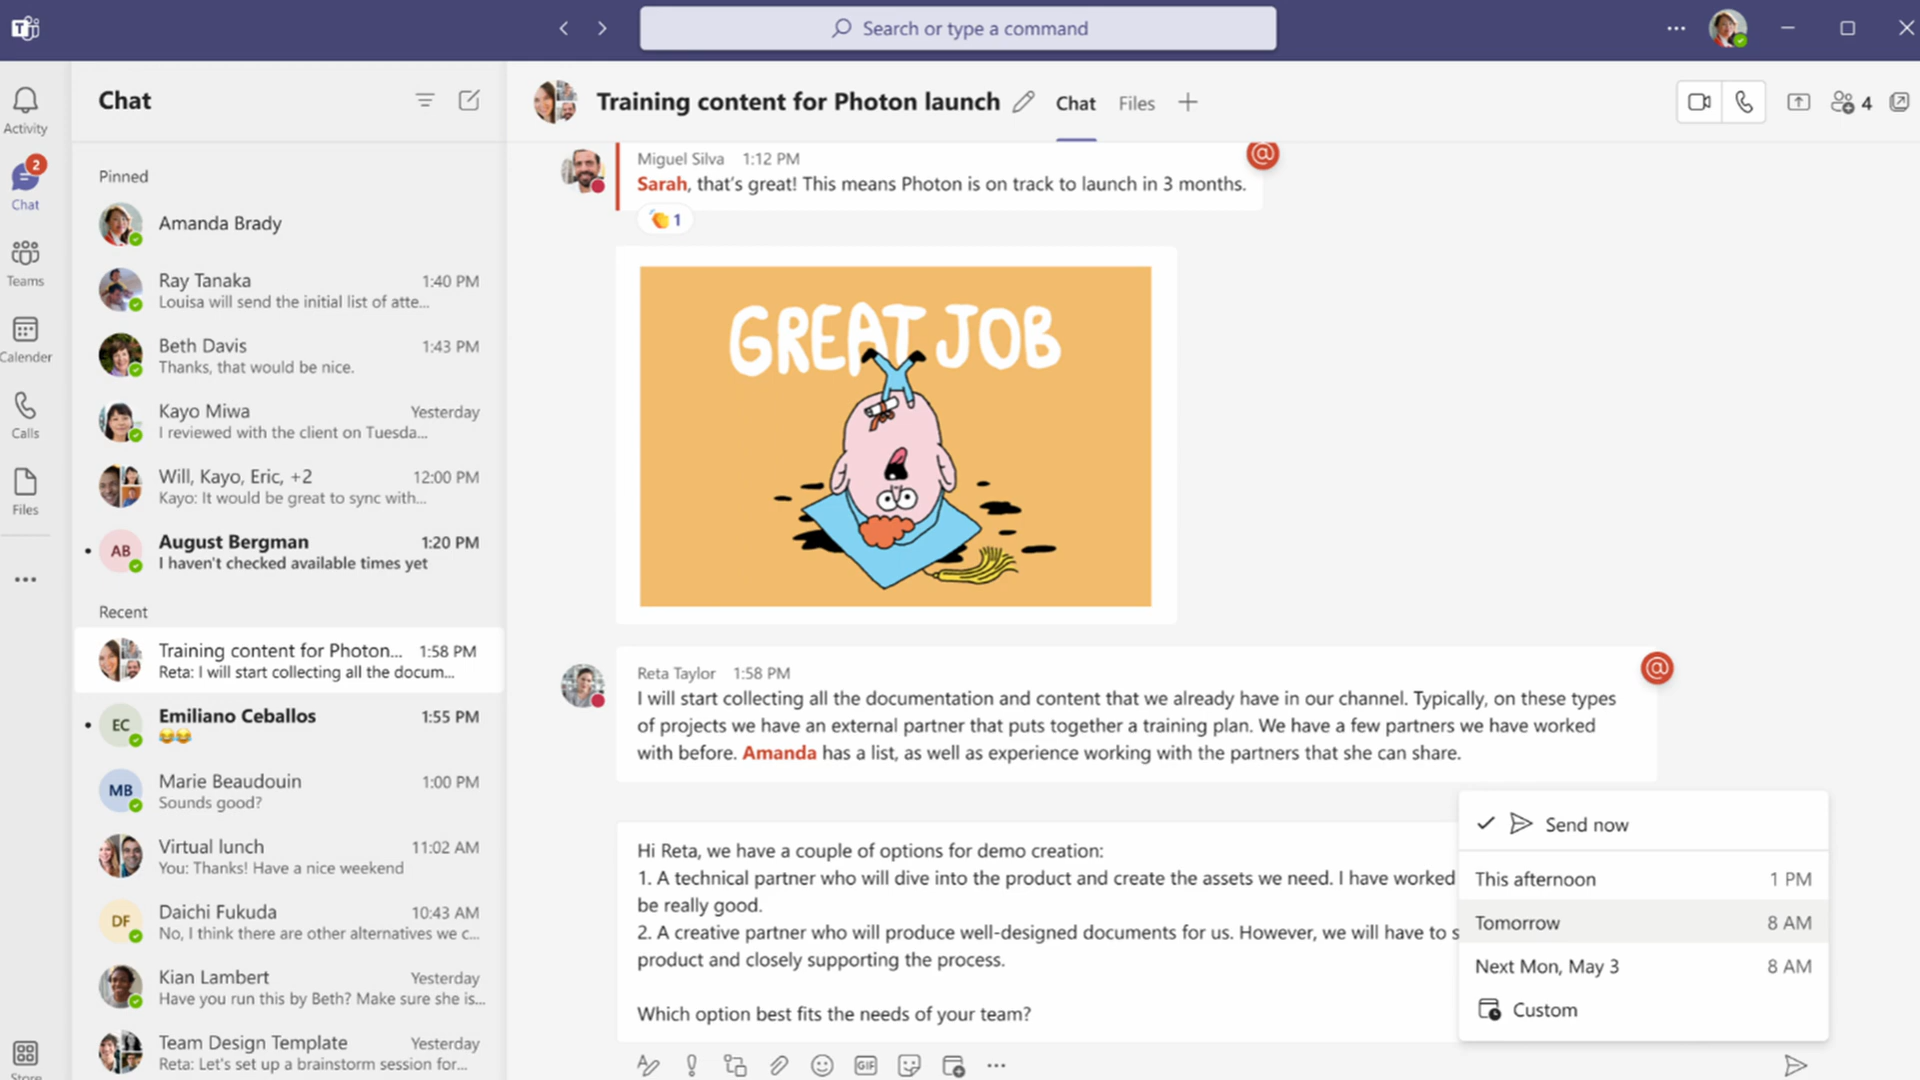 Search or type a command
Activity
2
Chat
Teams
Calender
Calls
Files
Chat
Pinned
Amanda Brady
Ray Tanaka 1:40 PM
Louisa will send the initial list of atte...
Beth Davis 1:43 PM
Thanks, that would be nice.
Kayo Miwa Yesterday
I reviewed with the client on Tuesda...
Will, Kayo, Eric, +2 12:00 PM
Kayo: It would be great to sync with...
AB August Bergman 1:20 PM
I haven't checked available times yet
Recent
Training content for Photon... 1:58 PM
Reta: I will start collecting all the docum...
EC Emiliano Ceballos 1:55 PM
MB Marie Beaudouin 1:00 PM
Sounds good?
Virtual lunch 11:02 AM
You: Thanks! Have a nice weekend
DF Daichi Fukuda 10:43 AM
No, I think there are other alternatives we c...
Kian Lambert Yesterday
Have you run this by Beth? Make sure she is...
Team Design Template Yesterday
Reta: Let's set up a brainstorm session for...
Training content for Photon launch Chat Files 4
Miguel Silva 1:12 PM
Sarah, that's great! This means Photon is on track to launch in 3 months.
1
GREAT JOB
Reta Taylor 1:58 PM
I will start collecting all the documentation and content that we already have in our channel. Typically, on these types
of projects we have an external partner that puts together a training plan. We have a few partners we have worked
with before. Amanda has a list, as well as experience working with the partners that she can share.
Hi Reta, we have a couple of options for demo creation:
1. A technical partner who will dive into the product and create the assets we need. I have worked
be really good.
2. A creative partner who will produce well-designed documents for us. However, we will have to s
product and closely supporting the process.
Which option best fits the needs of your team?
Send now
This afternoon 1 PM
Tomorrow 8 AM
Next Mon, May 3 8 AM
Custom
GIF